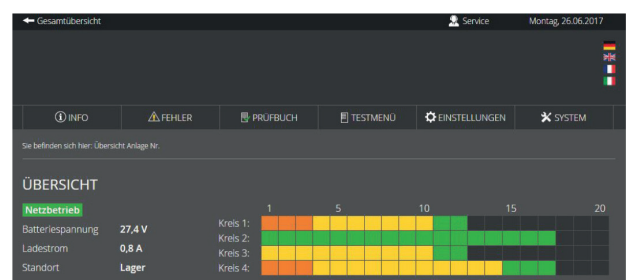 Gesamtübersicht Service Montag, 26.06.2017
INFO FEHLER PRÜFBUCH TESTMENÜ EINSTELLUNGEN SYSTEM
Sie befinden sich hier: Übersicht Anlage Nr.
ÜBERSICHT
Netzbetrieb 1 5 10 15 20
Batteriespannung 27,4 V Kreis 1:
Ladestrom 0,8 A Kreis 2:
Kreis 3:
Standort Lager Kreis 4: